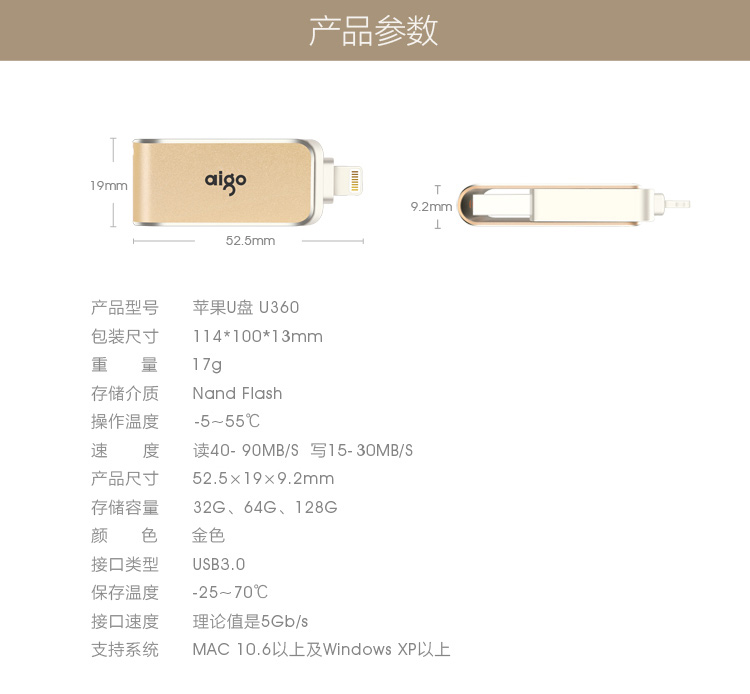 产品参数
aigo
19mm
52.5mm
9.2mm
产品型号 苹果U盘 U360
包装尺寸 114*100*13mm
重 量 17g
存储介质 Nand Flash
操作温度 -5~55℃
速 度 读40- 90MB/S 写15-30MB/S
产品尺寸 52.5×19×9.2mm
存储容量 32G、64G、128G
颜 色 金色
接口类型 USB3.0
保存温度 -25~70℃
接口速度 理论值是5Gb/s
支持系统 MAC 10.6以上及Windows XP以上